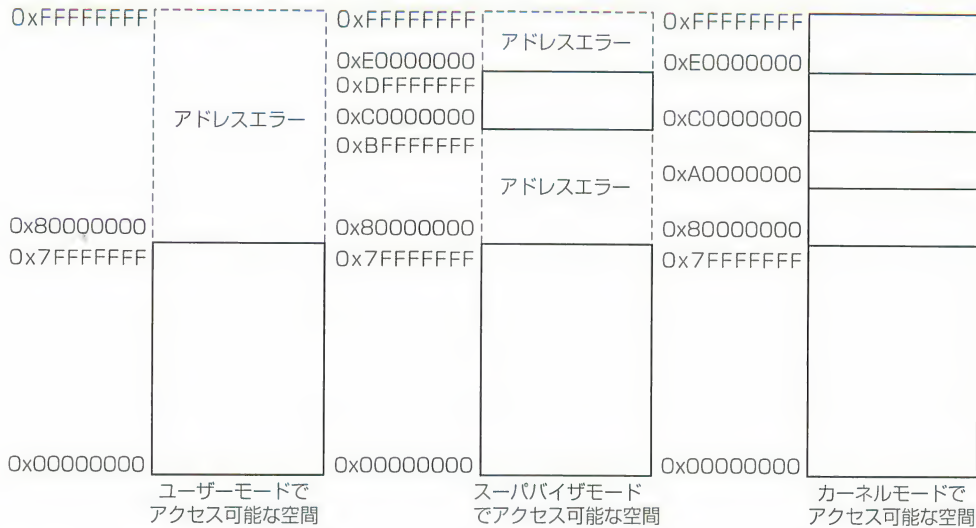 0xFFFFFFFF
アドレスエラー
0x80000000
0x7FFFFFFF
0x00000000
ユーザーモードで
アクセス可能な空間
0xFFFFFFFF
アドレスエラー
0xE0000000
0xDFFFFFFF
0xC0000000
0xBFFFFFFF
アドレスエラー
0x80000000
0x7FFFFFFF
0x00000000
スーパバイザモード
でアクセス可能な空間
0xFFFFFFFF
0xE0000000
0xC0000000
0xA0000000
0x80000000
0x7FFFFFFF
0x00000000
カーネルモードで
アクセス可能な空間